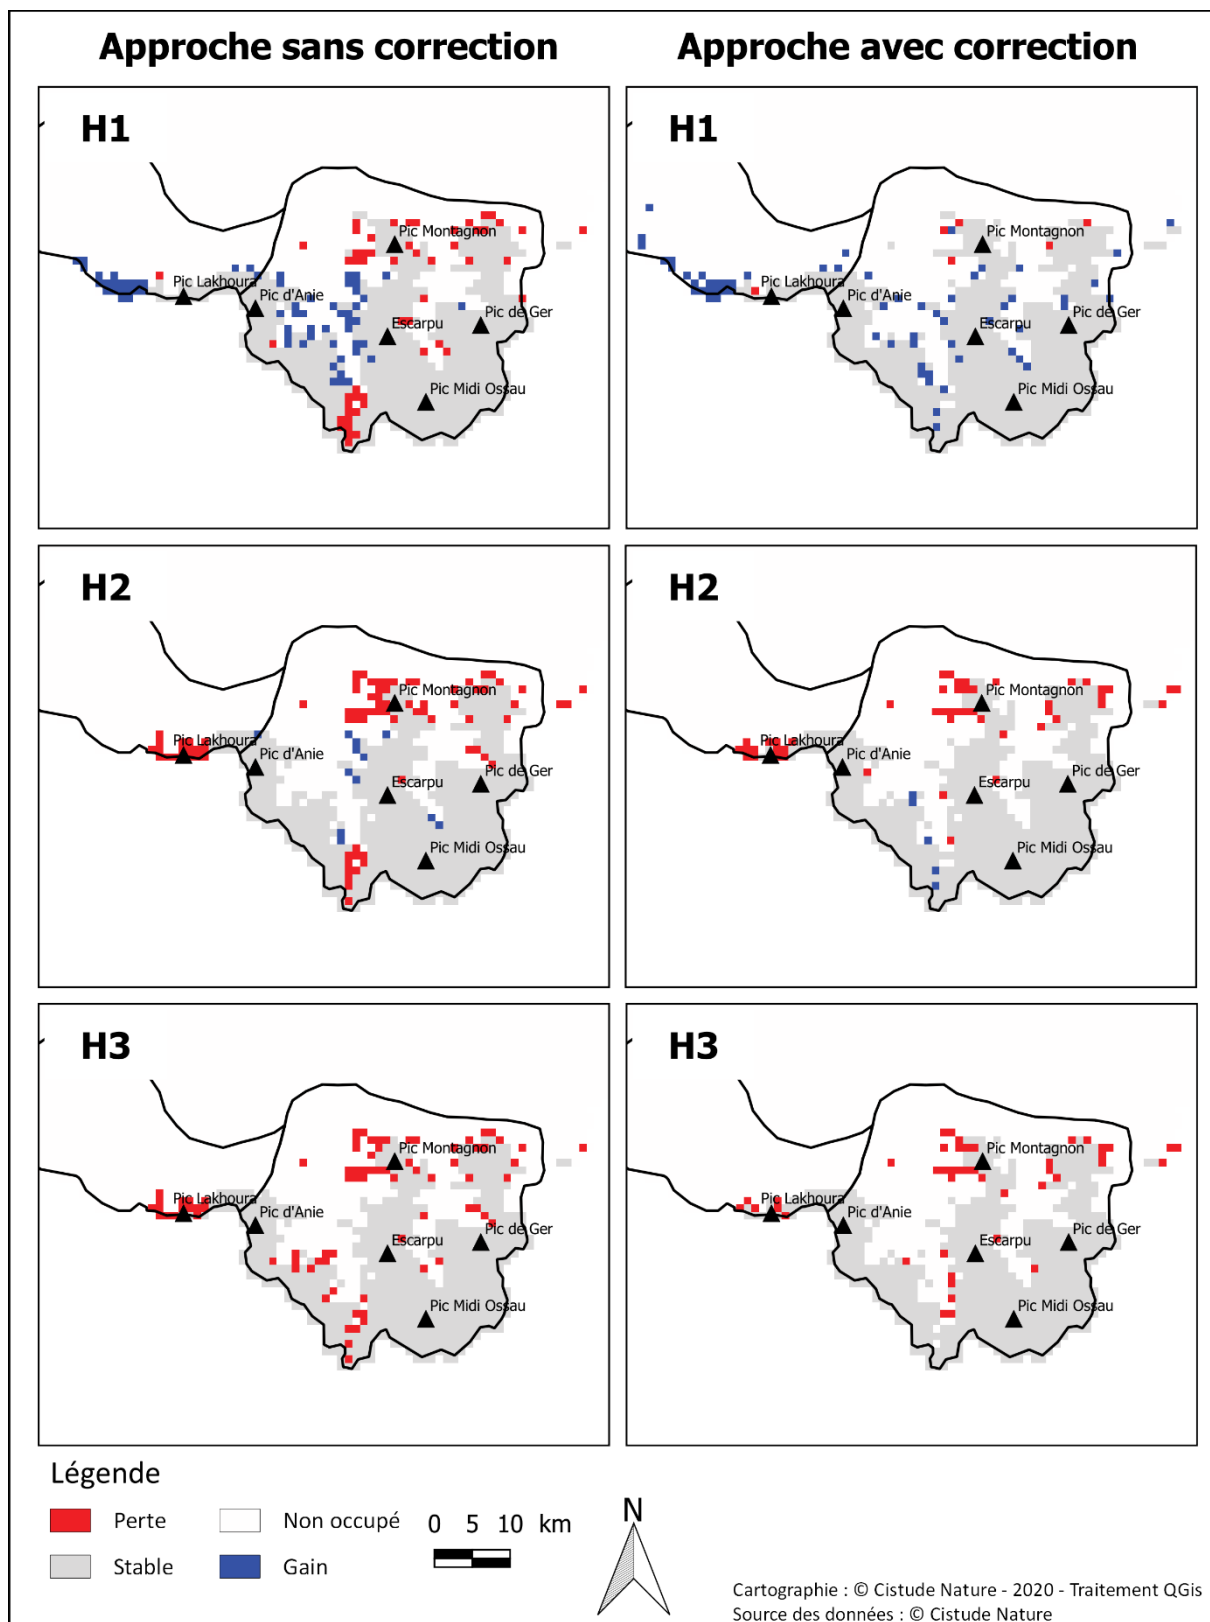 Approche sans correction
Approche avec correction
H1
Pic Montagnon
Pic Lakhoura
Pic d'Anie
Escarpu
Pic de Ger
Pic Midi Ossau
H1
Pic Montagnon
Pic Lakhoura
Pic d'Anie
Escarpu
Pic de Ger
Pic Midi Ossau
H2
Pic Montagnon
Pic Lakhoura
Pic d'Anie
Escarpu
Pic de Ger
Pic Midi Ossau
H2
Pic Montagnon
Pic Lakhoura
Pic d'Anie
Escarpu
Pic de Ger
Pic Midi Ossau
H3
Pic Montagnon
Pic Lakhoura
Pic d'Anie
Escarpu
Pic de Ger
Pic Midi Ossau
H3
Pic Montagnon
Pic Lakhoura
Pic d'Anie
Escarpu
Pic de Ger
Pic Midi Ossau
Légende
Perte
Non occupé
Stable
Gain
0 5 10 km
N
Cartographie : © Cistude Nature - 2020 - Traitement QGis
Source des données : © Cistude Nature